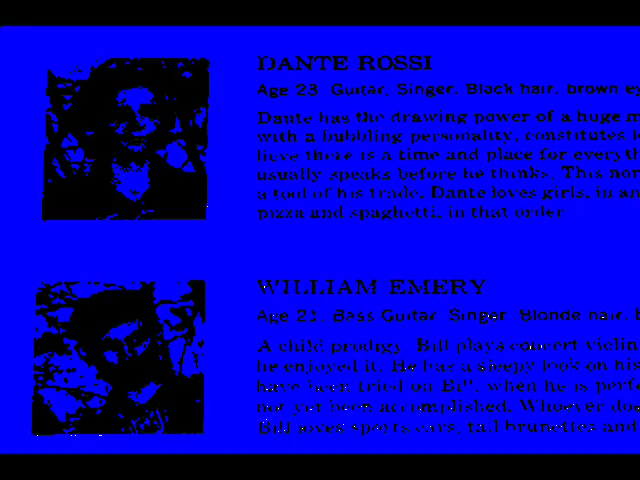 DANTE ROSSI
Age 23 Guitar, Singer. Black hair, brown
Dante has the drawing power of a huge
with a bubbling personality, constitutes
lieve there is a time and place for
usually speaks before he thinks. This
a tool of his trade. Dante loves girls, in
pizza and spaghetti, in that order
WILLIAM EMERY
Age 21, Bass Guitar, Singer. Blonde hair,
A child prodigy, Bill plays concert violin
he enjoyed it. He has a sleepy look on his
have been tried on Bill, when he is
not yet been accomplished. Whoever
Bill loves sports cars, tall brunettes and